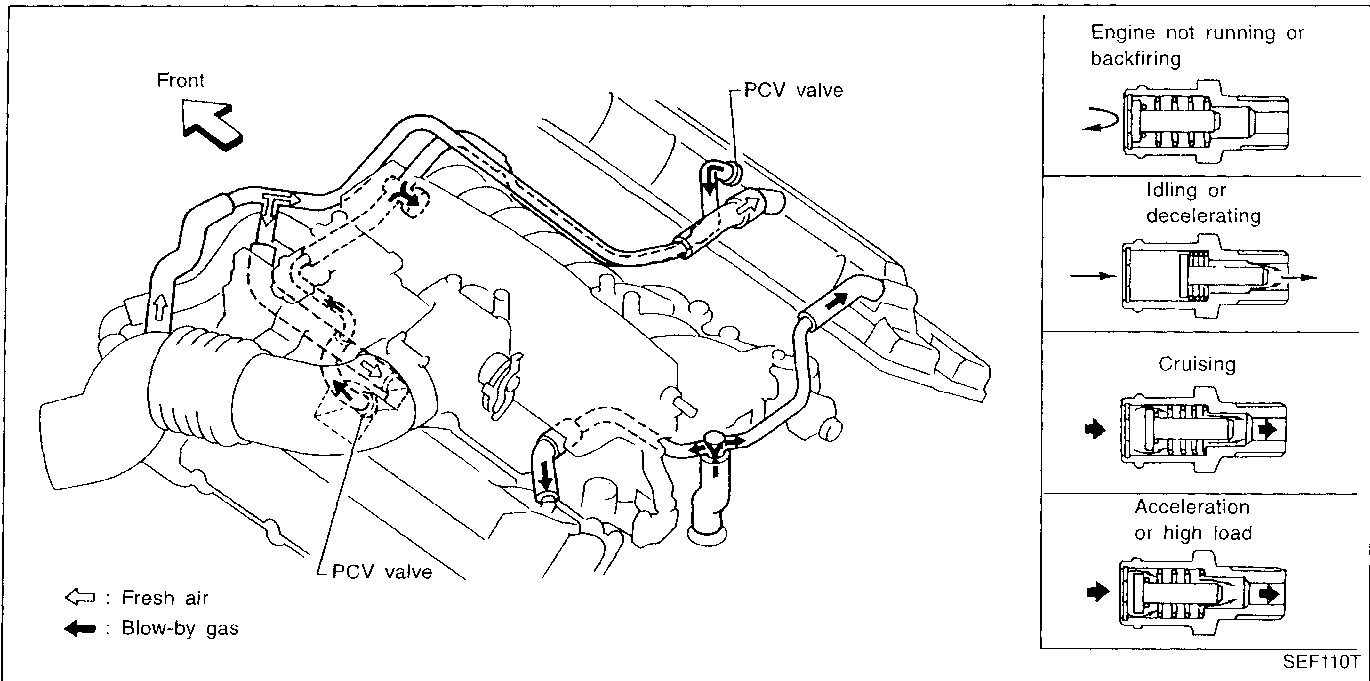 Front
PCV valve
PCV valve
: Fresh air
: Blow-by gas
Engine not running or
backfiring
Idling or
decelerating
Cruising
Acceleration
or high load
SEF110T